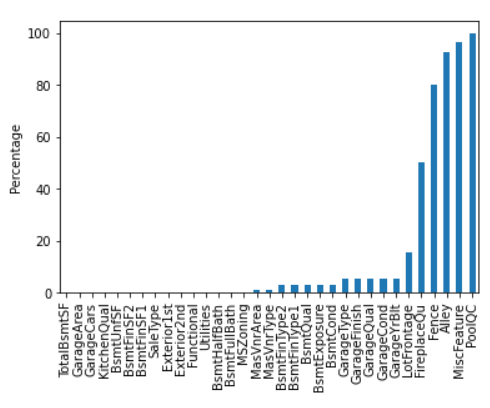 100
80
60
40
20
0
Percentage
TotalBsmtSF
GarageArea
GarageCars
KitchenQual
BsmtUnfSF
BsmtFinSF2
BsmtFinSF1
SaleType
Exterior1st
Exterior2nd
Functional
Utilities
BsmtHalfBath
BsmtFullBath
MSZoning
MasVnrArea
MasVnrType
BsmtFinType2
BsmtFinType1
BsmtQual
BsmtExposure
BsmtCond
GarageType
GarageFinish
GarageQual
GarageCond
GarageYrBlt
LotFrontage
FireplaceQu
Fence
Alley
MiscFeature
PoolQC